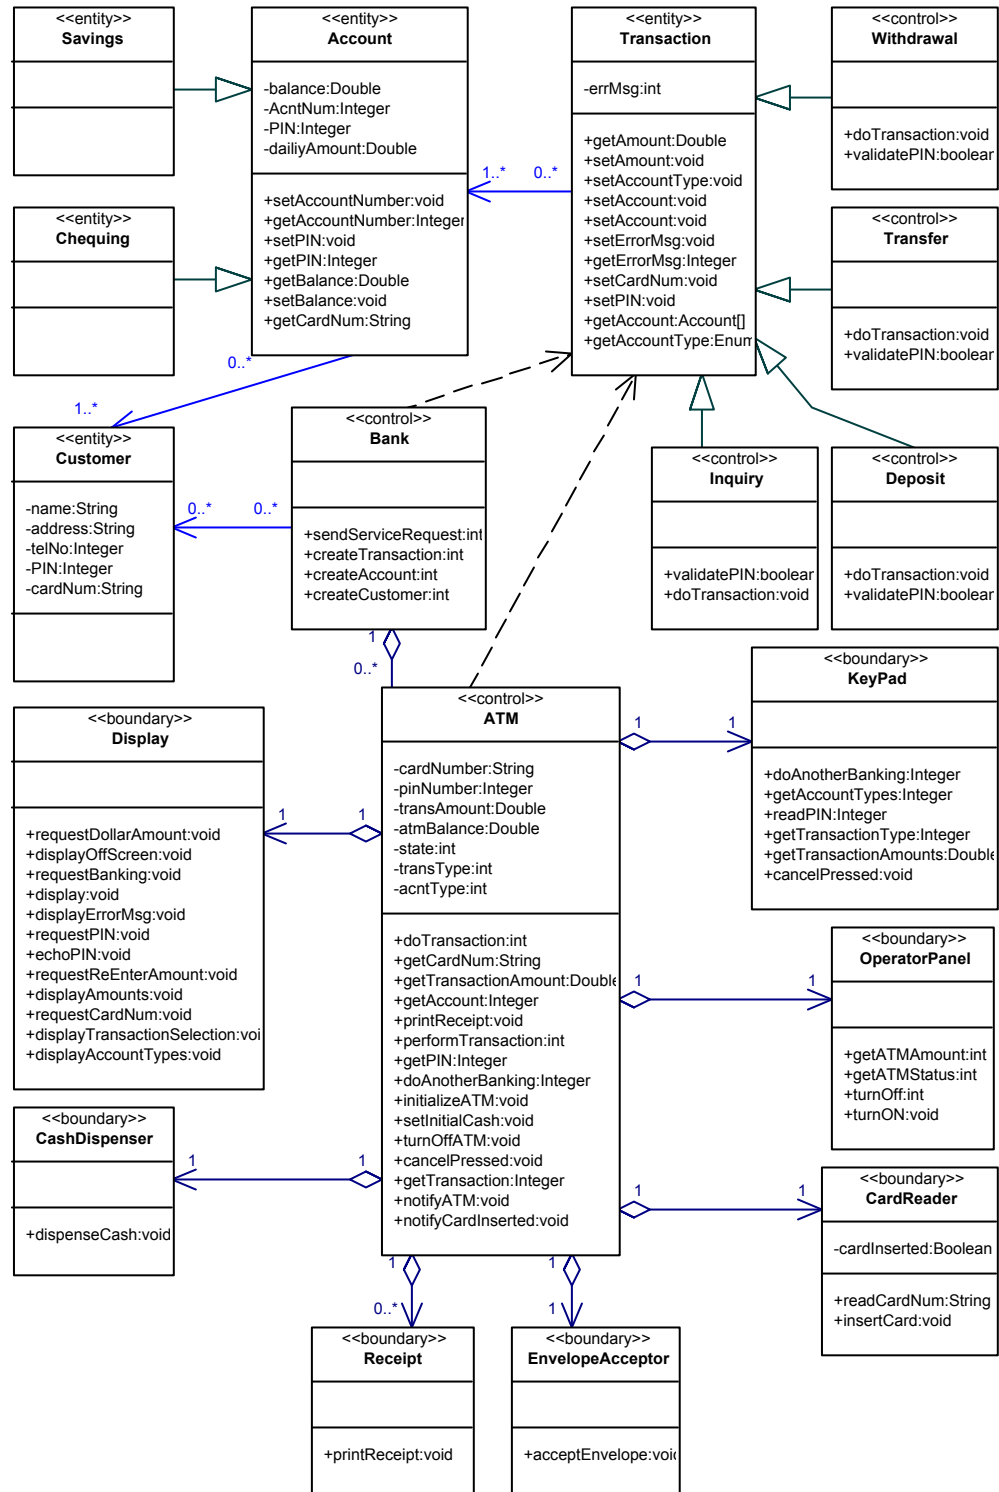 <<entity>>
Savings
<<entity>>
Account
-balance:Double
-AcntNum:Integer
-PIN:Integer
-dailiyAmount:Double
+setAccountNumber:void
+getAccountNumber:Integer
+setPIN:void
+getPIN:Integer
+getBalance:Double
+setBalance:void
+getCardNum:String
<<entity>>
Transaction
-errMsg:int
+getAmount:Double
+setAmount:void
+setAccountType:void
+setAccount:void
+setAccount:void
+setErrorMsg:void
+getErrorMsg:Integer
+setCardNum:void
+setPIN:void
+getAccount:Account[]
+getAccountType:Enum
<<control>>
Withdrawal
+doTransaction:void
+validatePIN:boolean
1..*
0..*
<<entity>>
Chequing
<<control>>
Transfer
+doTransaction:void
+validatePIN:boolean
0..*
1..*
<<entity>>
Customer
-name:String
-address:String
-telNo:Integer
-PIN:Integer
-cardNum:String
0..*
0..*
<<control>>
Bank
+sendServiceRequest:int
+createTransaction:int
+createAccount:int
+createCustomer:int
<<control>>
Inquiry
+validatePIN:boolean
+doTransaction:void
<<control>>
Deposit
+doTransaction:void
+validatePIN:boolean
1
0..*
<<boundary>>
Display
+requestDollarAmount:void
+displayOffScreen:void
+requestBanking:void
+display:void
+displayErrorMsg:void
+requestPIN:void
+echoPIN:void
+requestReEnterAmount:void
+displayAmounts:void
+requestCardNum:void
+displayTransactionSelection:voi
+displayAccountTypes:void
1
1
<<control>>
ATM
-cardNumber:String
-pinNumber:Integer
-transAmount:Double
-atmBalance:Double
-state:int
-transType:int
-acntType:int
+doTransaction:int
+getCardNum:String
+getTransactionAmount:Double
+getAccount:Integer
+printReceipt:void
+performTransaction:int
+getPIN:Integer
+doAnotherBanking:Integer
+initializeATM:void
+setInitialCash:void
+turnOffATM:void
+cancelPressed:void
+getTransaction:Integer
+notifyATM:void
+notifyCardInserted:void
1
1
<<boundary>>
KeyPad
+doAnotherBanking:Integer
+getAccountTypes:Integer
+readPIN:Integer
+getTransactionType:Integer
+getTransactionAmounts:Double
+cancelPressed:void
1
1
<<boundary>>
OperatorPanel
+getATMAmount:int
+getATMStatus:int
+turnOff:int
+turnON:void
<<boundary>>
CashDispenser
+dispenseCash:void
1
1
1
1
<<boundary>>
CardReader
-cardInserted:Boolean
+readCardNum:String
+insertCard:void
1
0..*
1
1
<<boundary>>
Receipt
+printReceipt:void
<<boundary>>
EnvelopeAcceptor
+acceptEnvelope:void